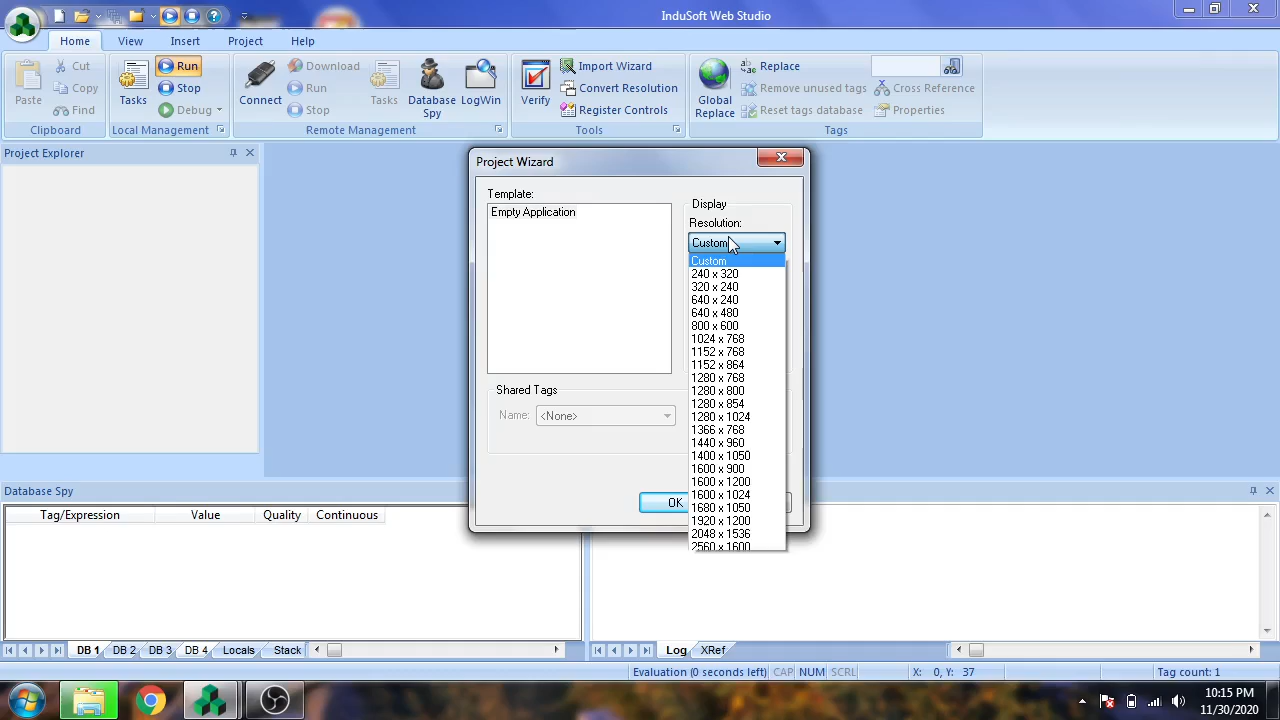 InduSoft Web Studio
Home
View
Insert
Project
Help
Paste
Cut
Copy
Find
Clipboard
Tasks
Run
Stop
Debug
Local Management
Connect
Download
Run
Stop
Tasks
Database Spy
LogWin
Remote Management
Verify
Import Wizard
Convert Resolution
Register Controls
Tools
Global Replace
Replace
Remove unused tags
Reset tags database
Cross Reference
Properties
Tags
Project Explorer
Project Wizard
Template:
Empty Application
Display
Resolution:
Custom
Custom
240 x 320
320 x 240
640 x 240
640 x 480
800 x 600
1024 x 768
1152 x 768
1152 x 864
1280 x 768
1280 x 800
1280 x 854
1280 x 1024
1366 x 768
1440 x 960
1400 x 1050
1600 x 900
1600 x 1200
1600 x 1024
1680 x 1050
1920 x 1200
2048 x 1536
2560 x 1600
Shared Tags
Name: <None>
OK
Database Spy
Tag/Expression Value Quality Continuous
DB 1 DB 2 DB 3 DB 4 Locals Stack
Log XRef
Evaluation (0 seconds left) CAP NUM SCRL X: 0, Y: 37 Tag count: 1
10:15 PM
11/30/2020